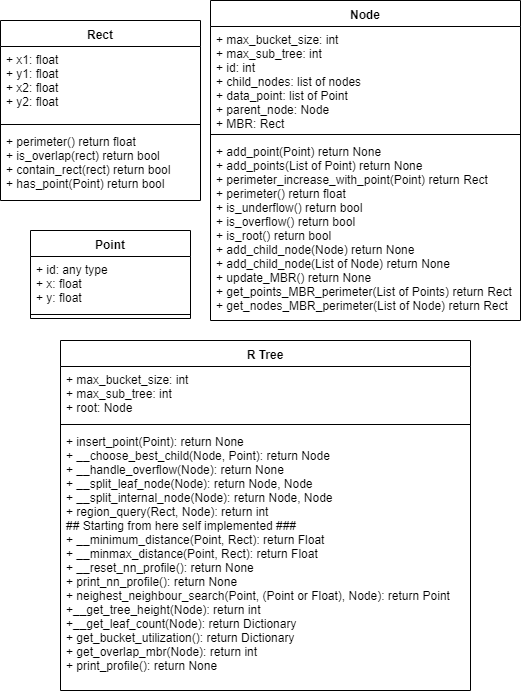 Rect
+ x1: float
+ y1: float
+ x2: float
+ y2: float
+ perimeter() return float
+ is_overlap(rect) return bool
+ contain_rect(rect) return bool
+ has_point(Point) return bool
Node
+ max_bucket_size: int
+ max_sub_tree: int
+ id: int
+ child_nodes: list of nodes
+ data_point: list of Point
+ parent_node: Node
+ MBR: Rect
+ add_point(Point) return None
+ add_points(List of Point) return None
+ perimeter_increase_with_point(Point) return Rect
+ perimeter() return float
+ is_underflow() return bool
+ is_overflow() return bool
+ is_root() return bool
+ add_child_node(Node) return None
+ add_child_node(List of Node) return None
+ update_MBR() return None
+ get_points_MBR_perimeter(List of Points) return Rect
+ get_nodes_MBR_perimeter(List of Node) return Rect
Point
+ id: any type
+ x: float
+ y: float
R Tree
+ max_bucket_size: int
+ max_sub_tree: int
+ root: Node
+ insert_point(Point): return None
+ __choose_best_child(Node, Point): return Node
+ __handle_overflow(Node): return None
+ __split_leaf_node(Node): return Node, Node
+ __split_internal_node(Node): return Node, Node
+ region_query(Rect, Node): return int
## Starting from here self implemented ###
+ __minimum_distance(Point, Rect): return Float
+ __minmax_distance(Point, Rect): return Float
+ __reset_nn_profile(): return None
+ print_nn_profile(): return None
+ neighest_neighbour_search(Point, (Point or Float), Node): return Point
+__get_tree_height(Node): return int
+__get_leaf_count(Node): return Dictionary
+ get_bucket_utilization(): return Dictionary
+ get_overlap_mbr(Node): return int
+ print_profile(): return None